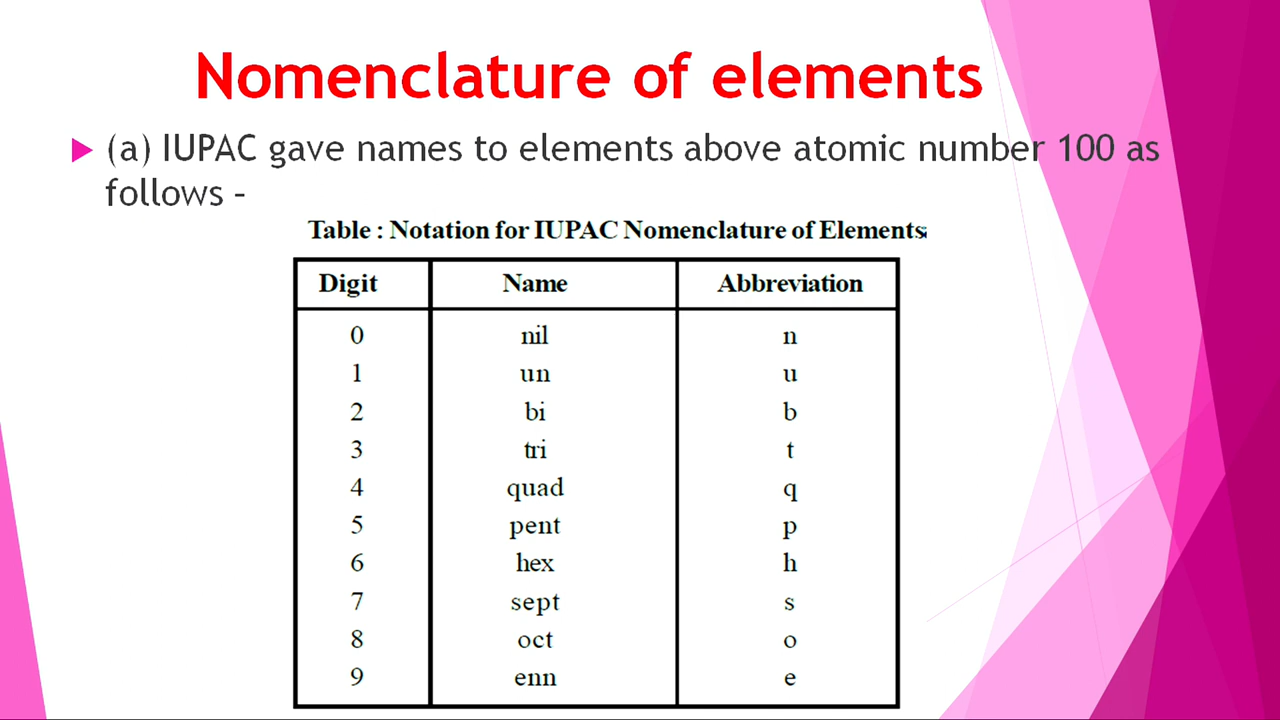 Nomenclature of elements
(a) IUPAC gave names to elements above atomic number 100 as
follows -
Table : Notation for IUPAC Nomenclature of Elements
Digit Name Abbreviation
0 nil n
1 un u
2 bi b
3 tri t
4 quad q
5 pent p
6 hex h
7 sept s
8 oct o
9 enn e